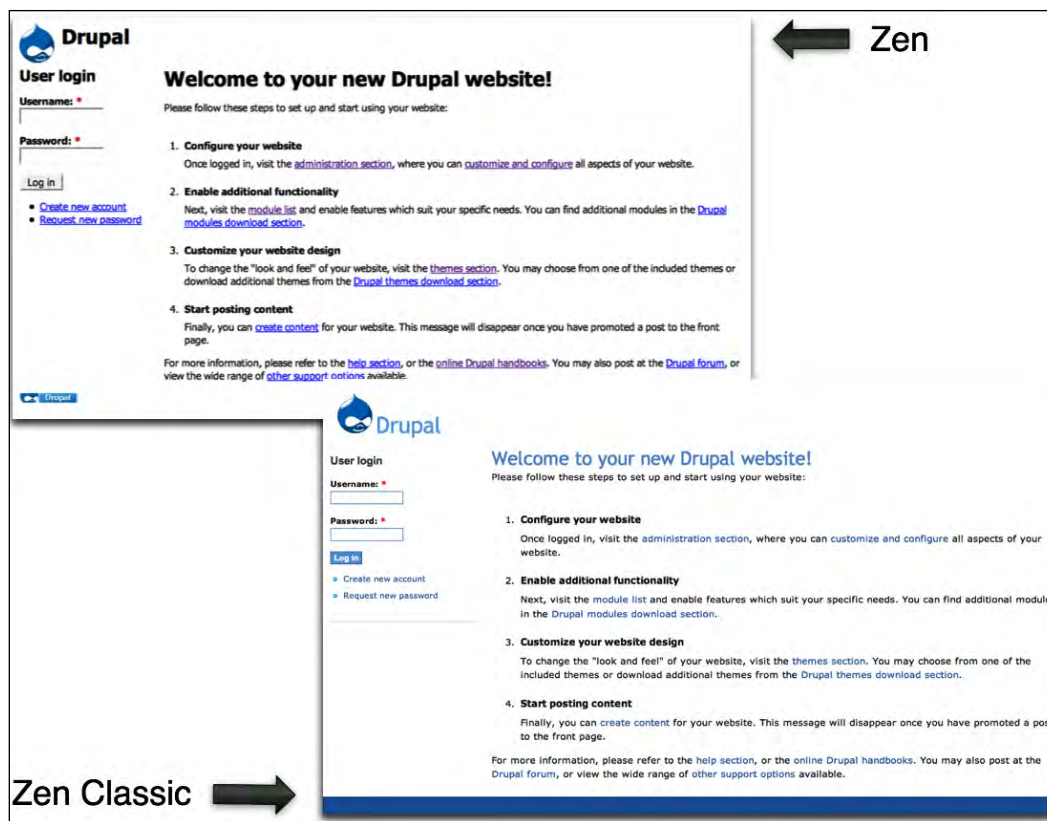 Drupal
Zen
User login
Username: *
Password: *
Log in
Create new account
Request new password
Welcome to your new Drupal website!
Please follow these steps to set up and start using your website:
1. Configure your website
Once logged in, visit the administration section, where you can customize and configure all aspects of your website.
2. Enable additional functionality
Next, visit the module list and enable features which suit your specific needs. You can find additional modules in the Drupal
modules download section.
3. Customize your website design
To change the "look and feel" of your website, visit the themes section. You may choose from one of the included themes or
download additional themes from the Drupal themes download section.
4. Start posting content
Finally, you can create content for your website. This message will disappear once you have promoted a post to the front
page.
For more information, please refer to the help section, or the online Drupal handbooks. You may also post at the Drupal forum, or
view the wide range of other support options available.
Drupal
Drupal
User login
Username: *
Password: *
Log in
Create new account
Request new password
Welcome to your new Drupal website!
Please follow these steps to set up and start using your website:
1. Configure your website
Once logged in, visit the administration section, where you can customize and configure all aspects of your
website.
2. Enable additional functionality
Next, visit the module list and enable features which suit your specific needs. You can find additional module
in the Drupal modules download section.
3. Customize your website design
To change the "look and feel" of your website, visit the themes section. You may choose from one of the
included themes or download additional themes from the Drupal themes download section.
4. Start posting content
Finally, you can create content for your website. This message will disappear once you have promoted a pos
to the front page.
For more information, please refer to the help section, or the online Drupal handbooks. You may also post at the
Drupal forum, or view the wide range of other support options available.
Zen Classic